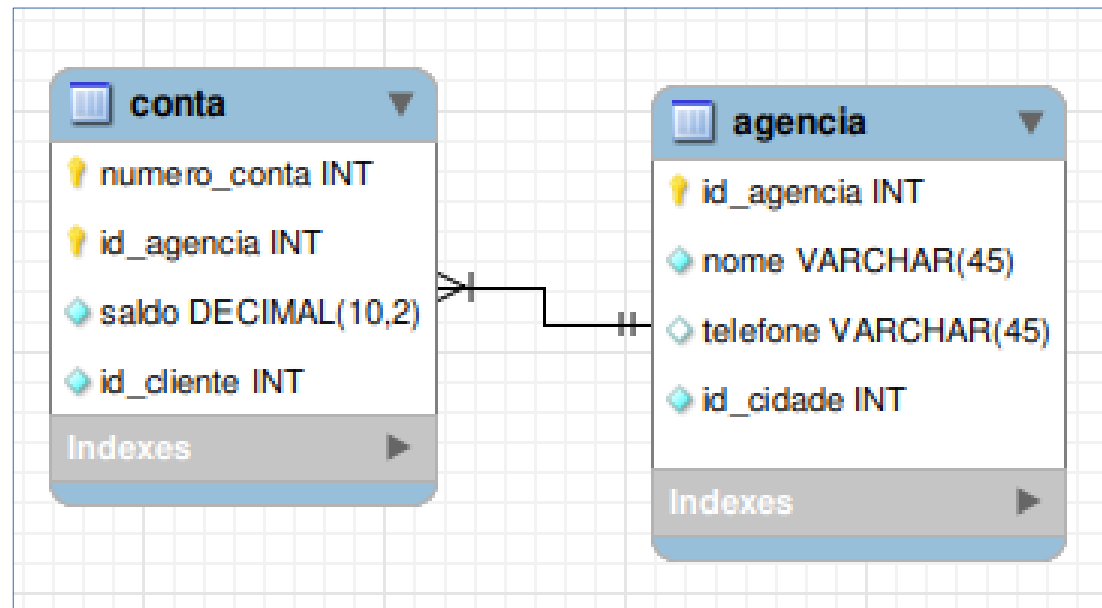 conta
numero_conta INT
id_agencia INT
saldo DECIMAL(10,2)
id_cliente INT
Indexes
agencia
id_agencia INT
nome VARCHAR(45)
telefone VARCHAR(45)
id_cidade INT
Indexes